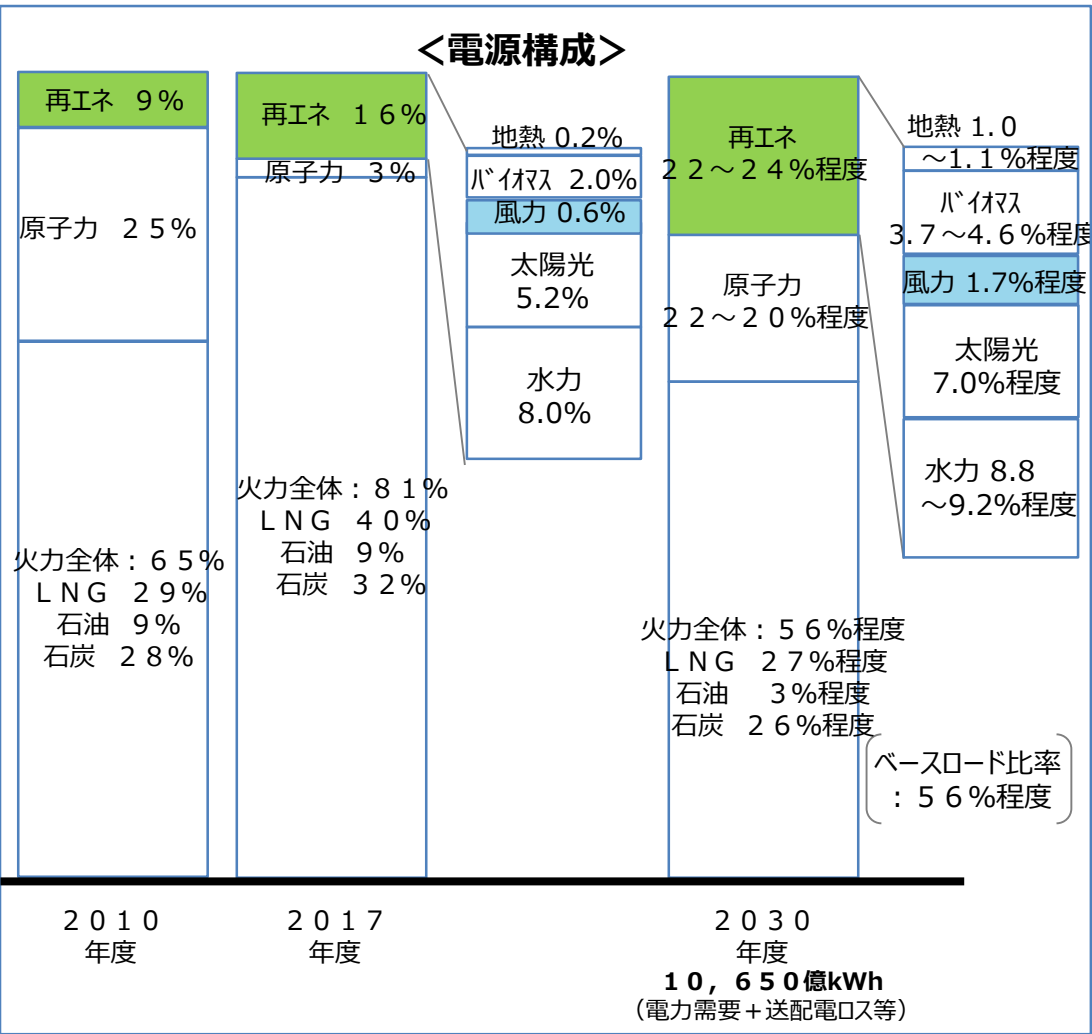 ＜電源構成＞
再エネ　９%
原子力　２５%
火力全体：６５%
ＬＮＧ　２９%
石油　９%
石炭　２８%
２０１０
年度
再エネ　１６%
原子力　３%
火力全体：８１%
ＬＮＧ　４０%
石油　９%
石炭　３２%
２０１７
年度
地熱 0.2%
ﾊﾞｲｵﾏｽ 2.0%
風力 0.6%
太陽光
5.2%
水力
8.0%
再エネ
２２～２４%程度
原子力
２２～２０%程度
火力全体：５６%程度
ＬＮＧ　２７%程度
石油　３%程度
石炭　２６%程度
２０３０
年度
１０，６５０億kWh
（電力需要＋送配電ﾛｽ等）
地熱 1.0
～1.1%程度
ﾊﾞｲｵﾏｽ
3.7～4.6%程度
風力 1.7%程度
太陽光
7.0%程度
水力 8.8
～9.2%程度
ベースロード比率
：５６%程度